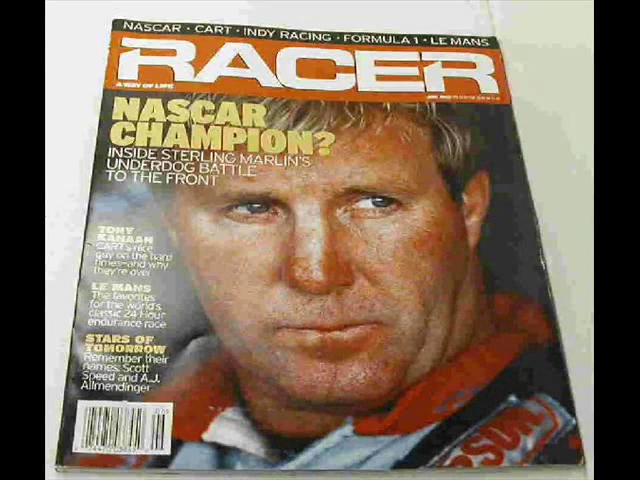 NASCAR · CART · INDY RACING · FORMULA 1 · LE MANS
RACER
A WAY OF LIFE
NASCAR
CHAMPION?
INSIDE STERLING MARLIN'S
UNDERDOG BATTLE
TO THE FRONT
TONY
KANAAN
CART's nice
guy on the hard
times–and why
they're over
LE MANS
The favorites
for the world's
classic 24 Hour
endurance race
STARS OF
TOMORROW
Remember their
names: Scott
Speed and A.J.
Allmendinger